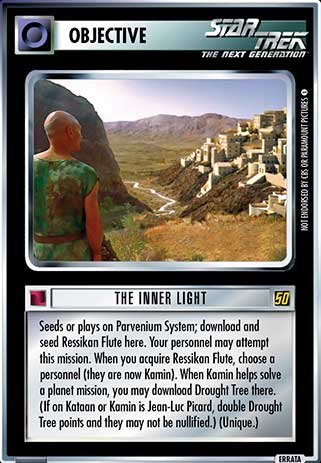 OBJECTIVE
STAR TREK
THE NEXT GENERATION
NOT ENDORSED BY CBS OR PARAMOUNT PICTURES
THE INNER LIGHT
50
Seeds or plays on Parvenium System; download and
seed Ressikan Flute here. Your personnel may attempt
this mission. When you acquire Ressikan Flute, choose a
personnel (they are now Kamin). When Kamin helps solve
a planet mission, you may download Drought Tree there.
(If on Kataan or Kamin is Jean-Luc Picard, double Drought
Tree points and they may not be nullified.) (Unique.)
ERRATA